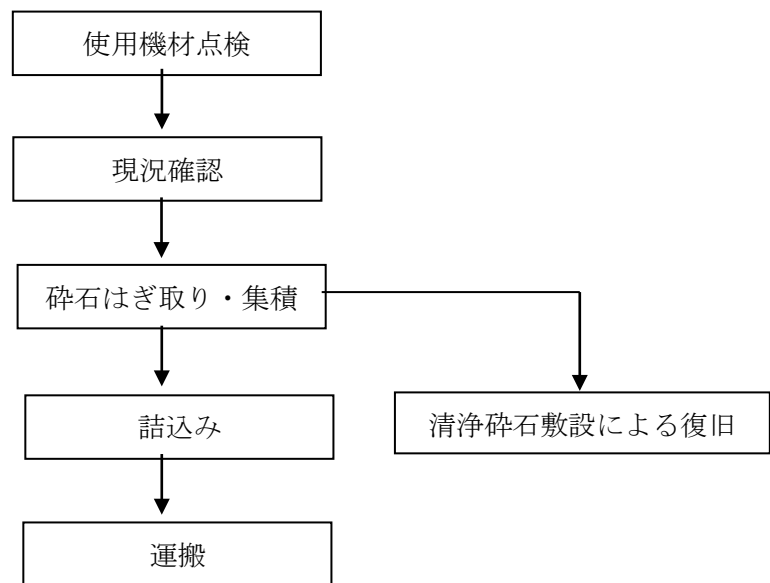 使用機材点検
現況確認
砕石はぎ取り・集積
詰込み
清浄砕石敷設による復旧
運搬